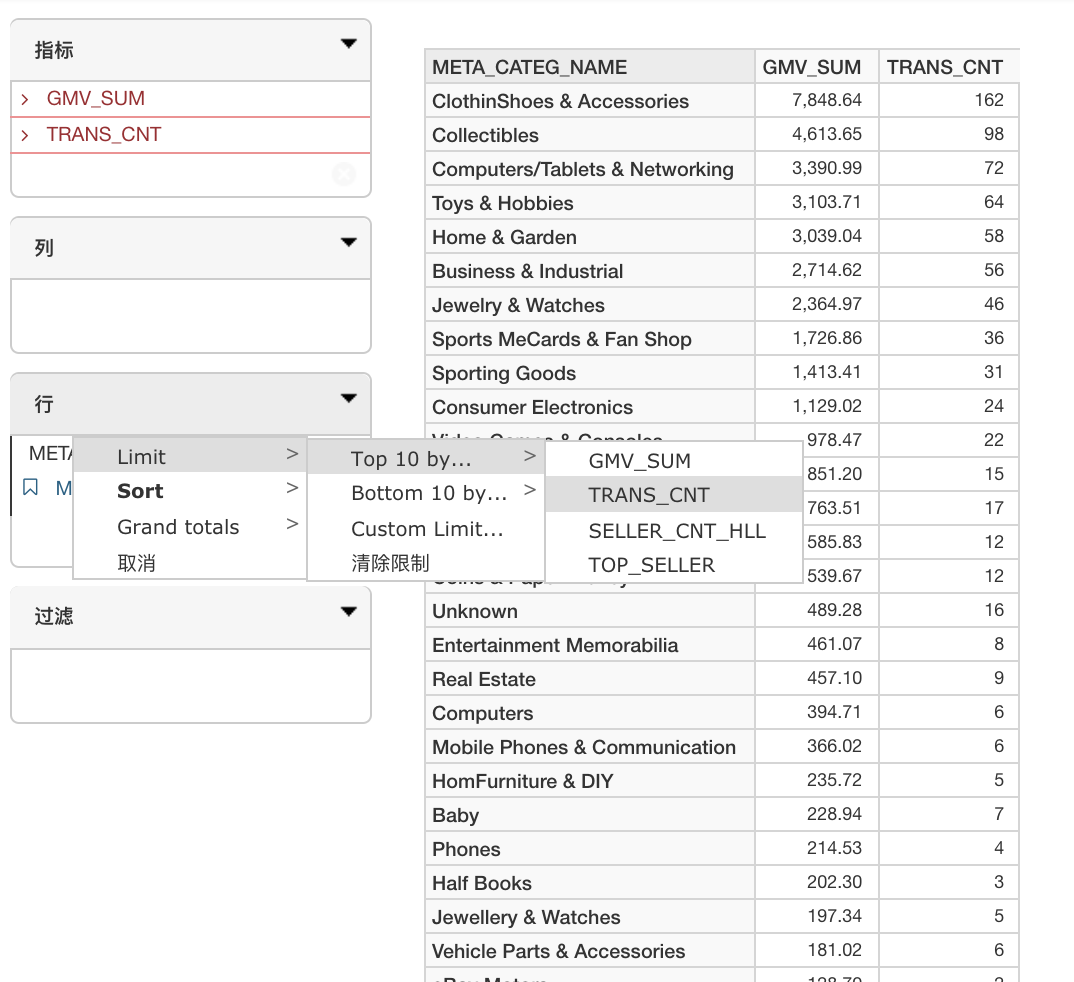 指标
GMV_SUM
TRANS_CNT
列
行
META
M
Limit >
Sort >
Grand totals >
取消
Top 10 by... >
Bottom 10 by... >
Custom Limit...
清除限制
GMV_SUM
TRANS_CNT
SELLER_CNT_HLL
TOP_SELLER
过滤
META_CATEG_NAME GMV_SUM TRANS_CNT
ClothinShoes & Accessories 7,848.64 162
Collectibles 4,613.65 98
Computers/Tablets & Networking 3,390.99 72
Toys & Hobbies 3,103.71 64
Home & Garden 3,039.04 58
Business & Industrial 2,714.62 56
Jewelry & Watches 2,364.97 46
Sports MeCards & Fan Shop 1,726.86 36
Sporting Goods 1,413.41 31
Consumer Electronics 1,129.02 24
Video Games & Consoles 978.47 22
851.20 15
763.51 17
585.83 12
539.67 12
Unknown 489.28 16
Entertainment Memorabilia 461.07 8
Real Estate 457.10 9
Computers 394.71 6
Mobile Phones & Communication 366.02 6
HomFurniture & DIY 235.72 5
Baby 228.94 7
Phones 214.53 4
Half Books 202.30 3
Jewellery & Watches 197.34 5
Vehicle Parts & Accessories 181.02 6